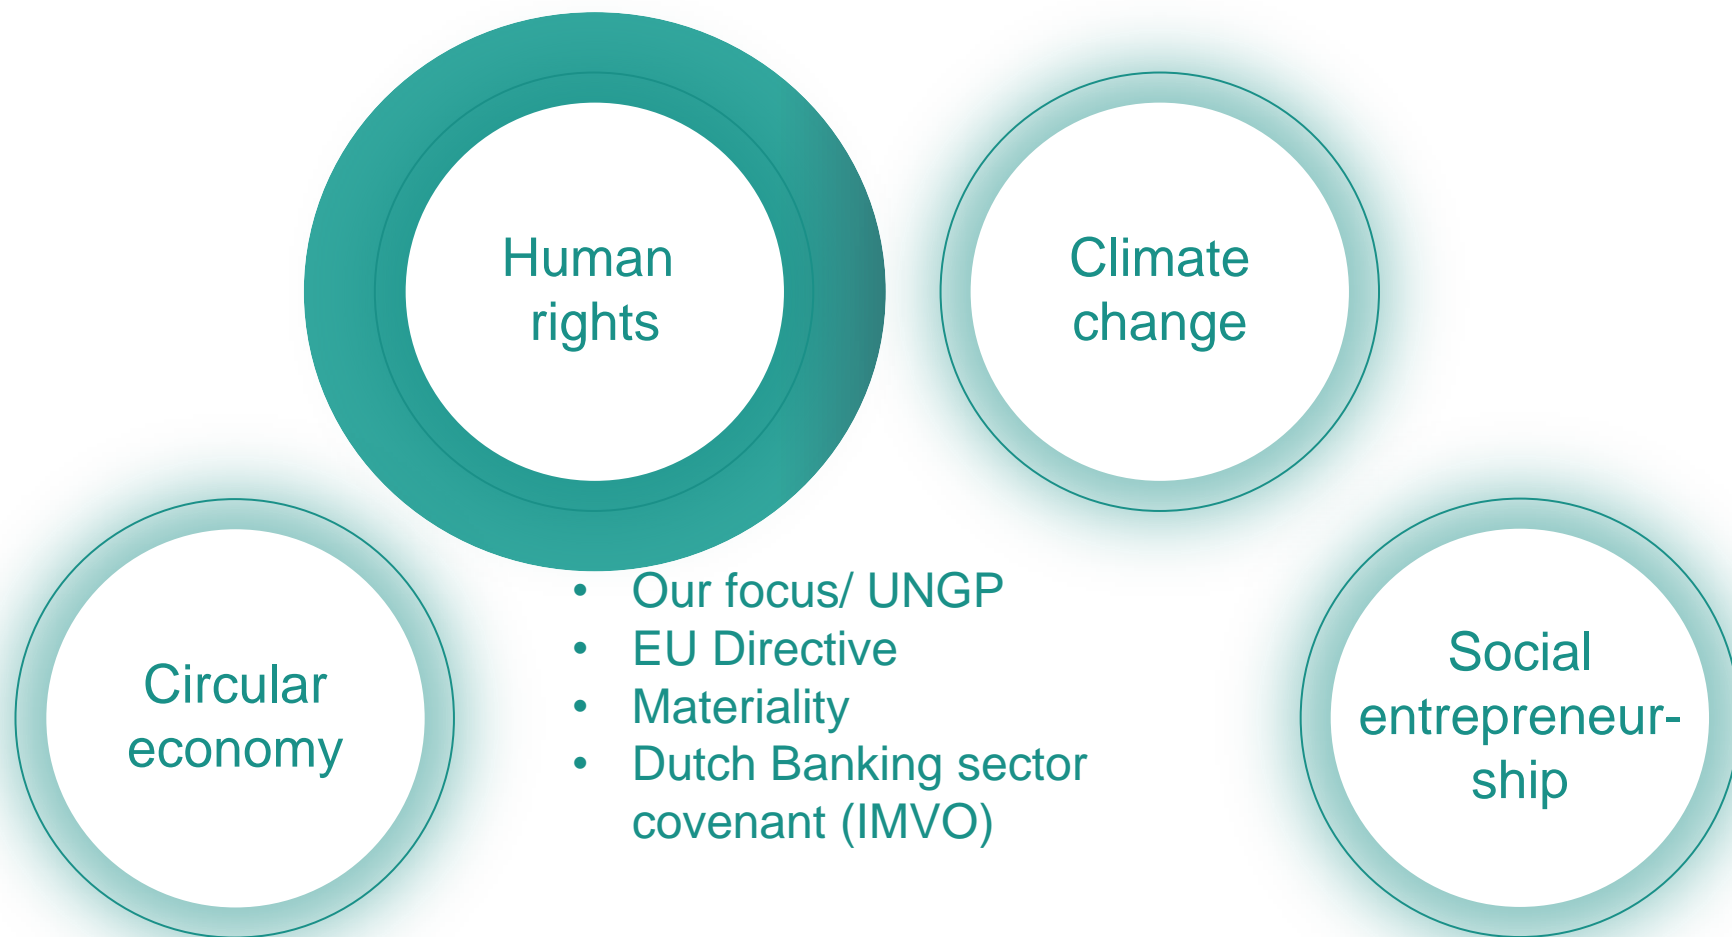 Human
rights
Climate
change
Circular
economy
• Our focus/ UNGP
• EU Directive
• Materiality
• Dutch Banking sector
covenant (IMVO)
Social
entrepreneur-
ship